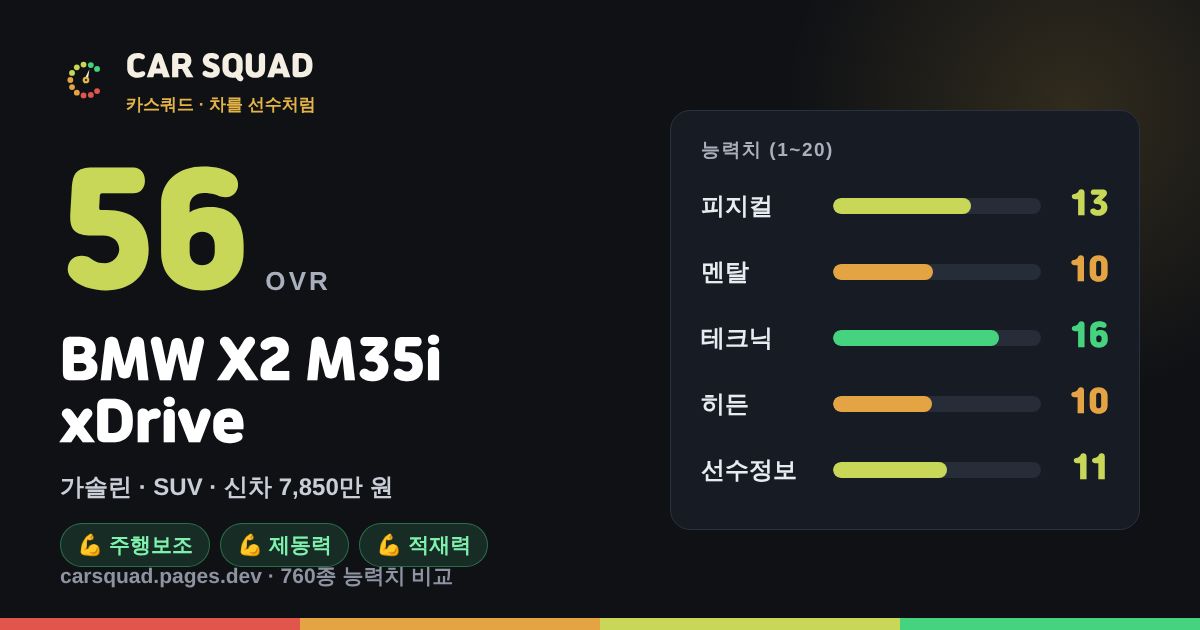 CAR SQUAD
카스쿼드 · 차를 선수처럼
56 OVR
BMW X2 M35i
xDrive
가솔린 · SUV · 신차 7,850만 원
💪 주행보조 💪 제동력 💪 적재력
carsquad.pages.dev · 760종 능력치 비교
능력치 (1~20)
피지컬 13
멘탈 10
테크닉 16
히든 10
선수정보 11